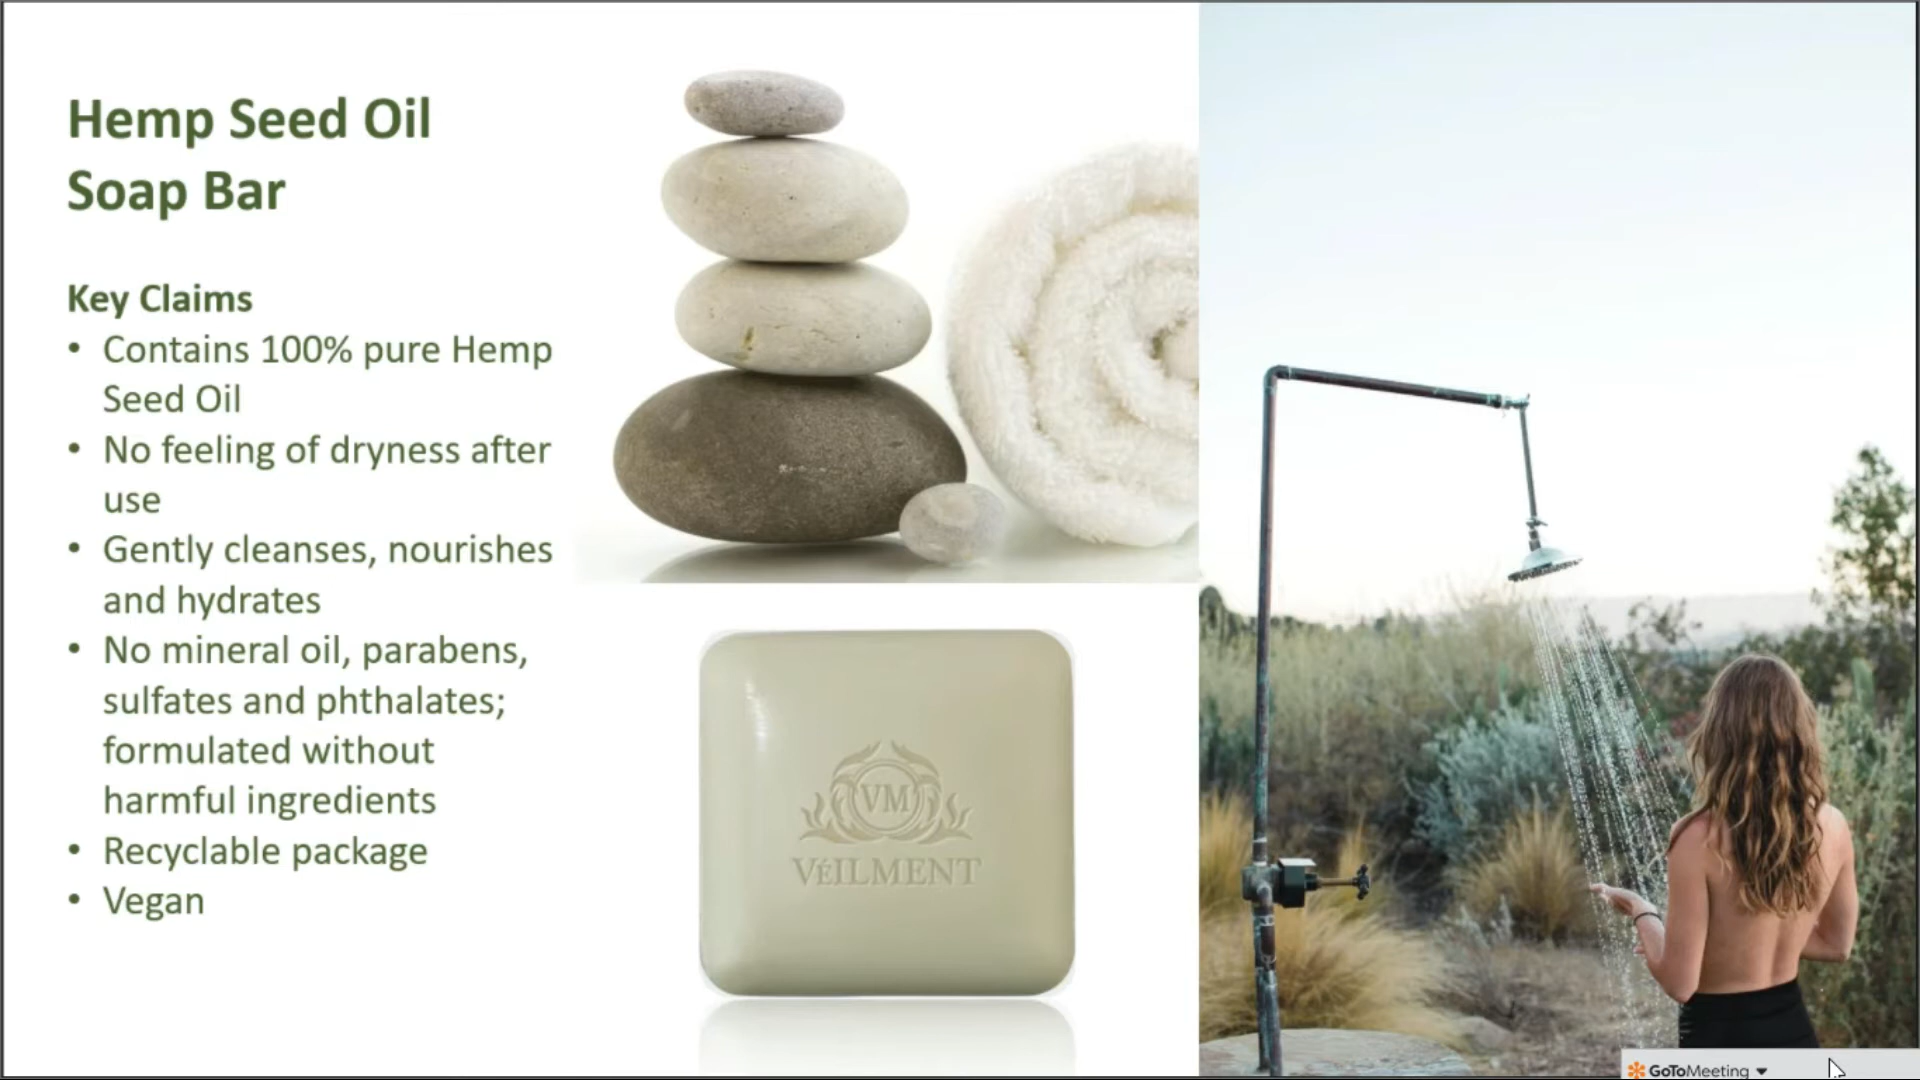 Hemp Seed Oil
Soap Bar
Key Claims
• Contains 100% pure Hemp
Seed Oil
• No feeling of dryness after
use
• Gently cleanses, nourishes
and hydrates
• No mineral oil, parabens,
sulfates and phthalates;
formulated without
harmful ingredients
• Recyclable package
• Vegan
VM
VÉILMENT
GoToMeeting